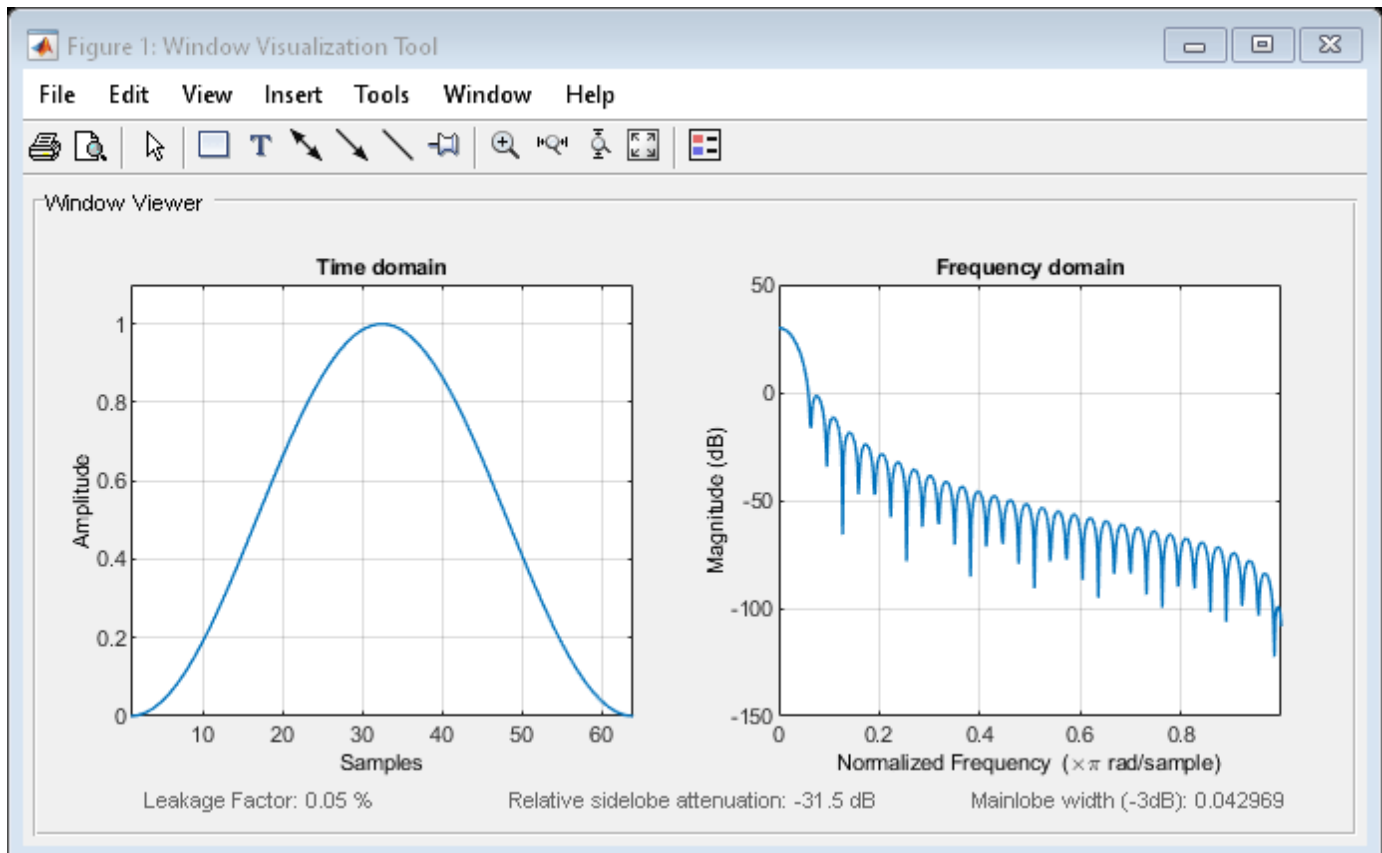 Figure 1: Window Visualization Tool
File Edit View Insert Tools Window Help
T
Window Viewer
Time domain
1
0.8
0.6
0.4
0.2
0
Amplitude
10 20 30 40 50 60
Samples
Frequency domain
50
0
-50
-100
-150
Magnitude (dB)
0 0.2 0.4 0.6 0.8
Normalized Frequency (×π rad/sample)
Leakage Factor: 0.05 % Relative sidelobe attenuation: -31.5 dB Mainlobe width (-3dB): 0.042969